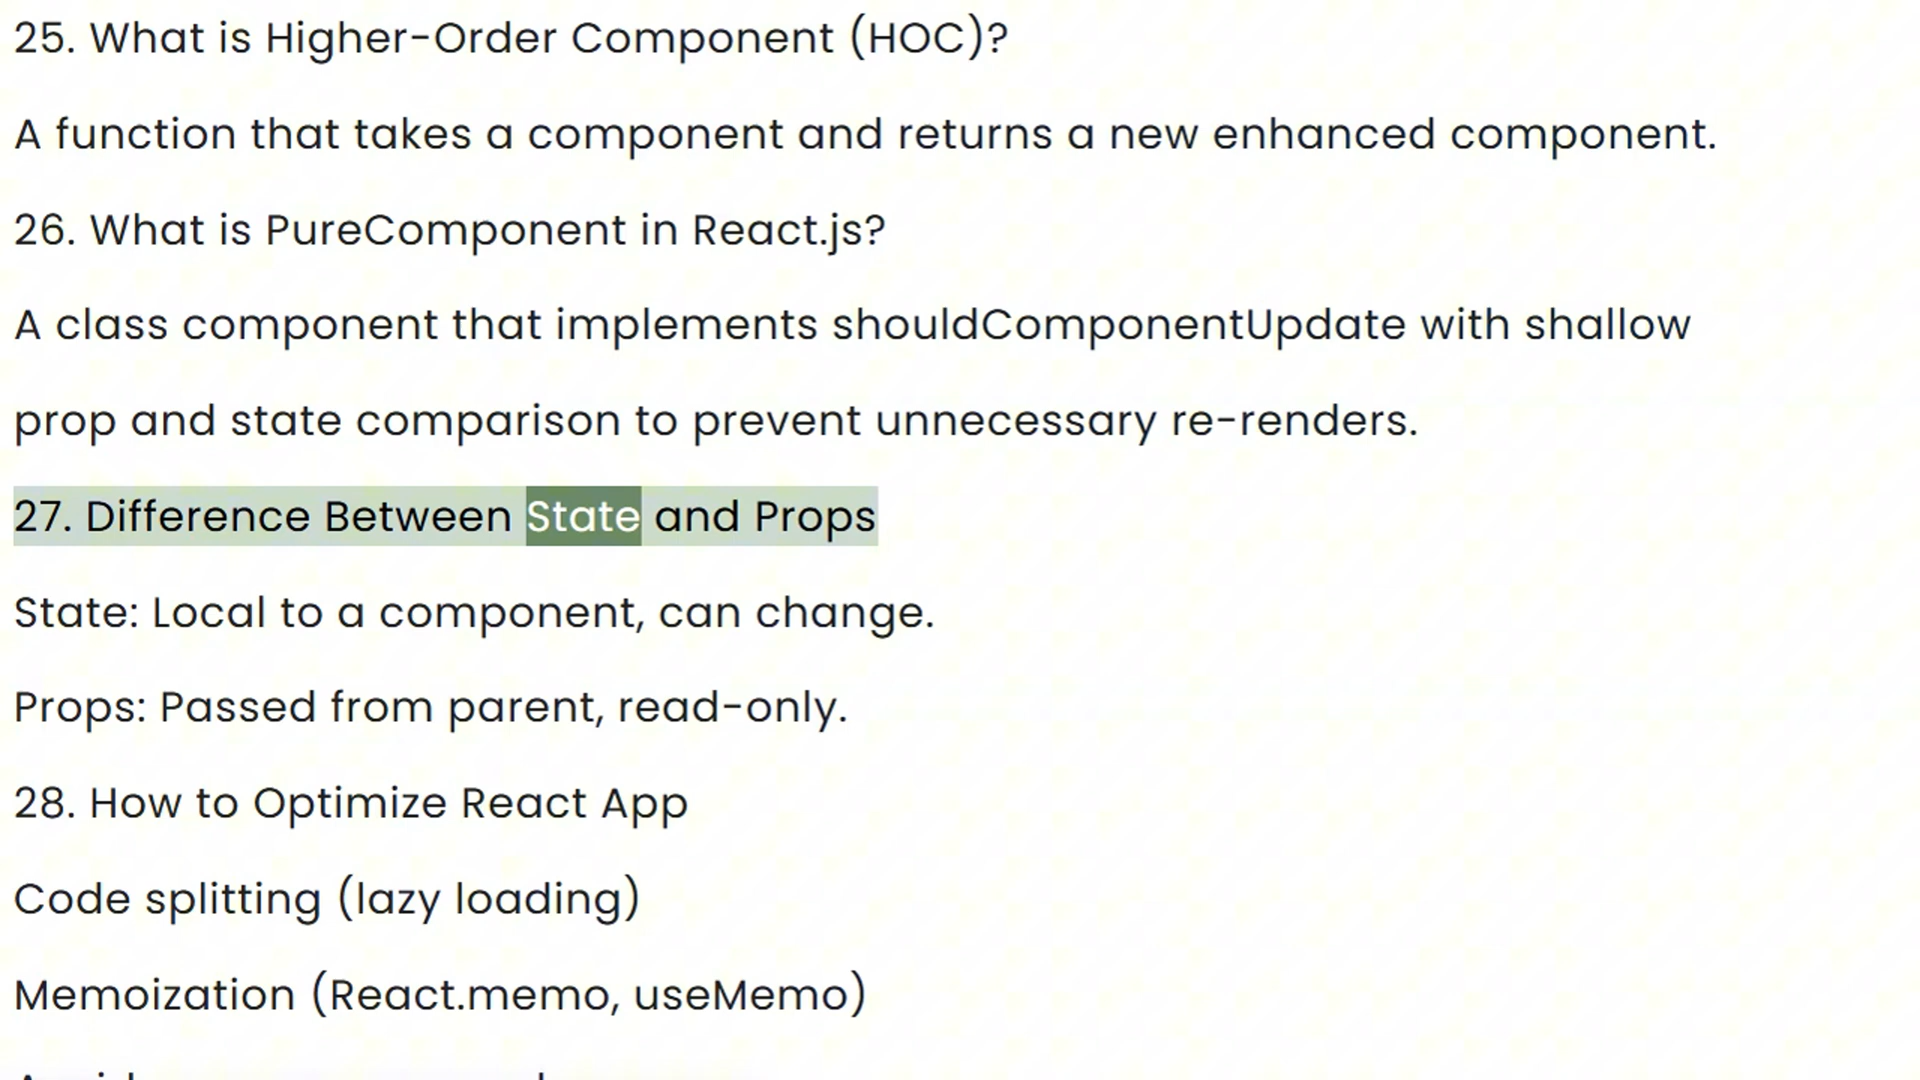 25. What is Higher-Order Component (HOC)?
A function that takes a component and returns a new enhanced component.
26. What is PureComponent in React.js?
A class component that implements shouldComponentUpdate with shallow
prop and state comparison to prevent unnecessary re-renders.
27. Difference Between State and Props
State: Local to a component, can change.
Props: Passed from parent, read-only.
28. How to Optimize React App
Code splitting (lazy loading)
Memoization (React.memo, useMemo)